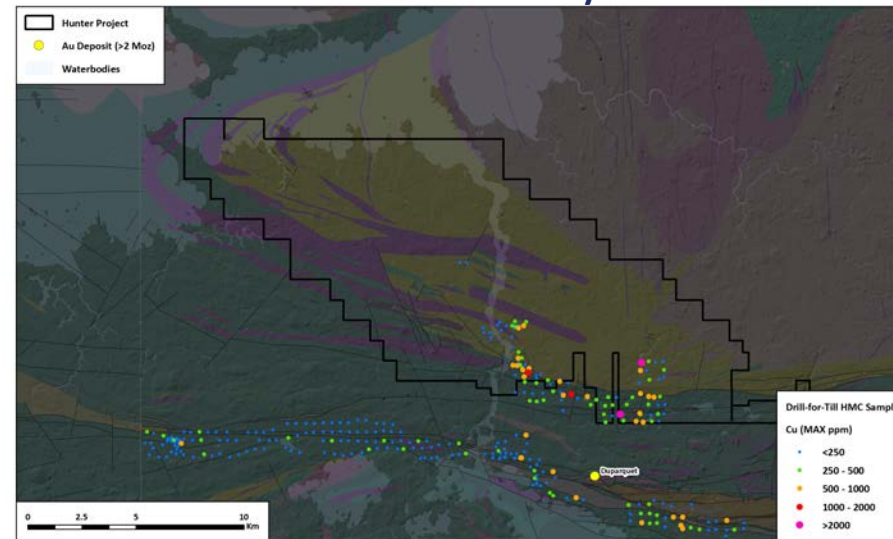 Hunter Project
Au Deposit (>2 Moz)
Waterbodies
Duparquet
Drill-for-Till HMC Sampl
Cu (MAX ppm)
<250
250 - 500
500 - 1000
1000 - 2000
>2000
0 2.5 5 10
Km